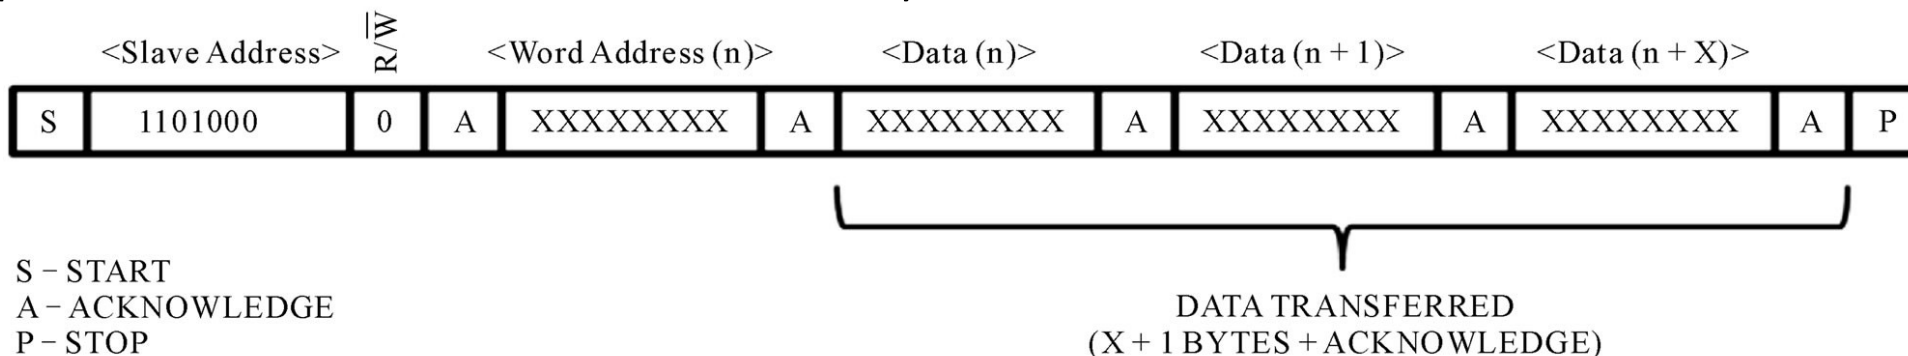 <Slave Address> R/W̅ <Word Address (n)> <Data (n)> <Data (n + 1)> <Data (n + X)>
S 1101000 0 A XXXXXXXX A XXXXXXXX A XXXXXXXX A XXXXXXXX A P
S – START
A – ACKNOWLEDGE
P – STOP
DATA TRANSFERRED
(X + 1 BYTES + ACKNOWLEDGE)